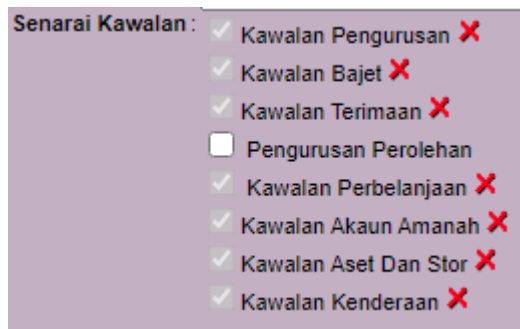 Senarai Kawalan : Kawalan Pengurusan
Kawalan Bajet
Kawalan Terimaan
Pengurusan Perolehan
Kawalan Perbelanjaan
Kawalan Akaun Amanah
Kawalan Aset Dan Stor
Kawalan Kenderaan